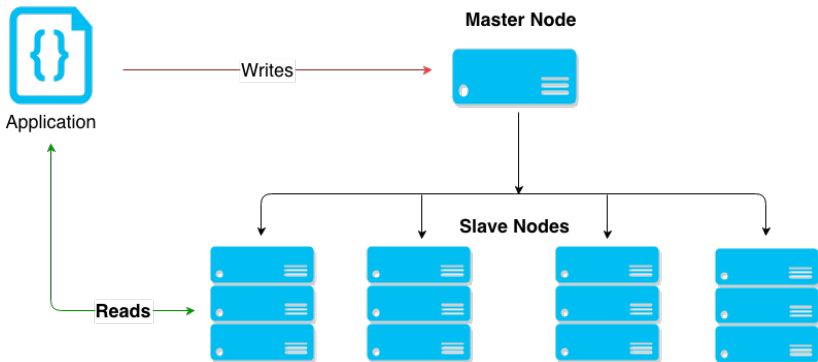 Master Node
Writes
Application
Slave Nodes
Reads